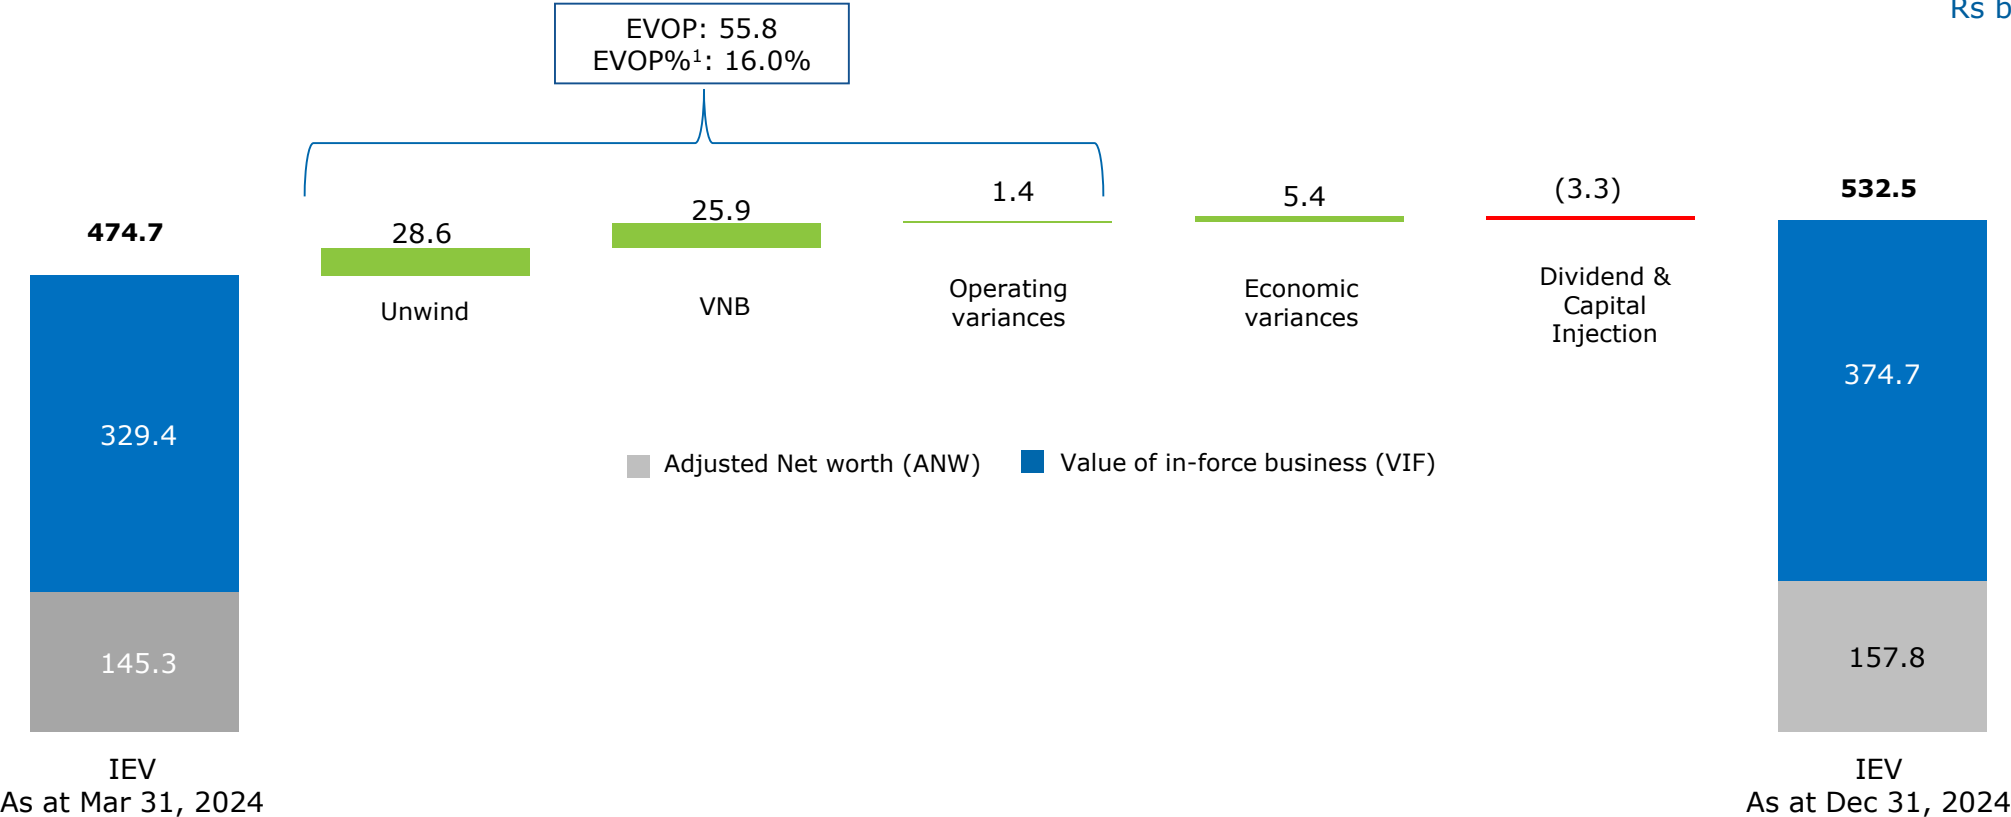 Rs b
EVOP: 55.8
EVOP%¹: 16.0%
474.7
28.6
25.9
1.4
5.4
(3.3)
532.5
Unwind
VNB
Operating
variances
Economic
variances
Dividend &
Capital
Injection
329.4
145.3
374.7
157.8
Adjusted Net worth (ANW)
Value of in-force business (VIF)
IEV
As at Mar 31, 2024
IEV
As at Dec 31, 2024